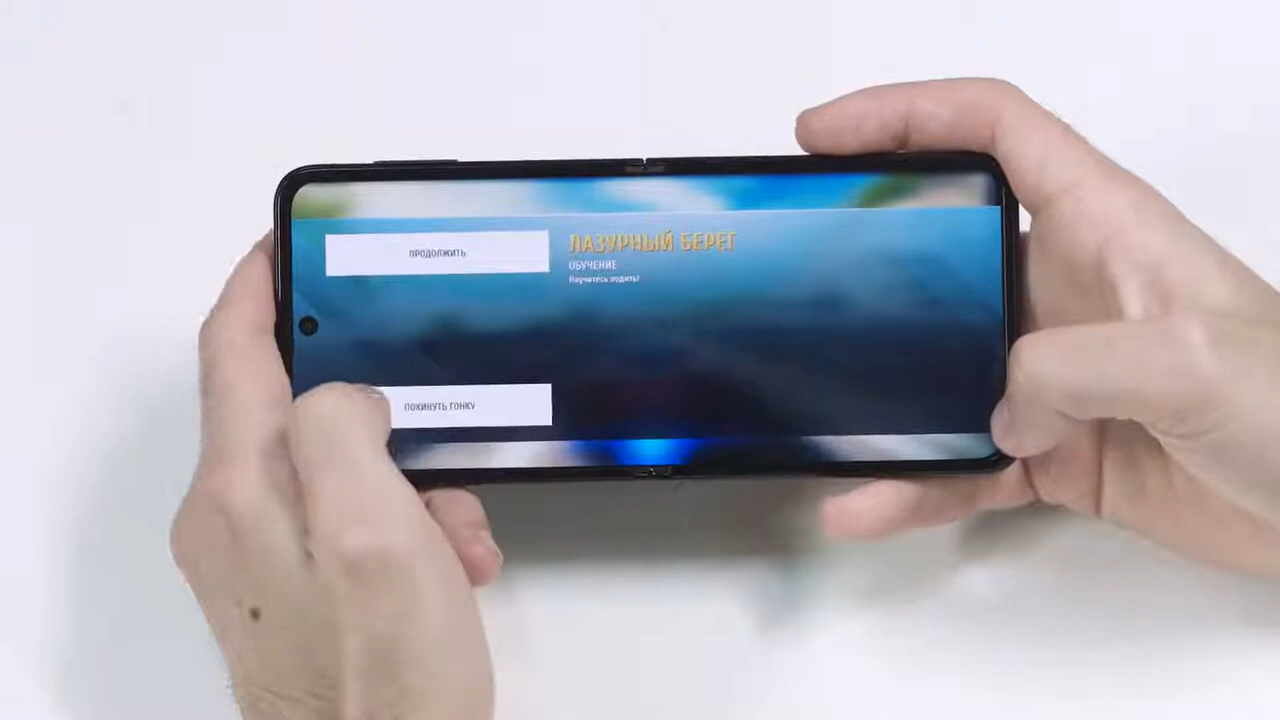 ПРОДОЛЖИТЬ
ЛАЗУРНЫЙ БЕРЕГ
ОБУЧЕНИЕ
Научитесь водить!
ПОКИНУТЬ ГОНКУ